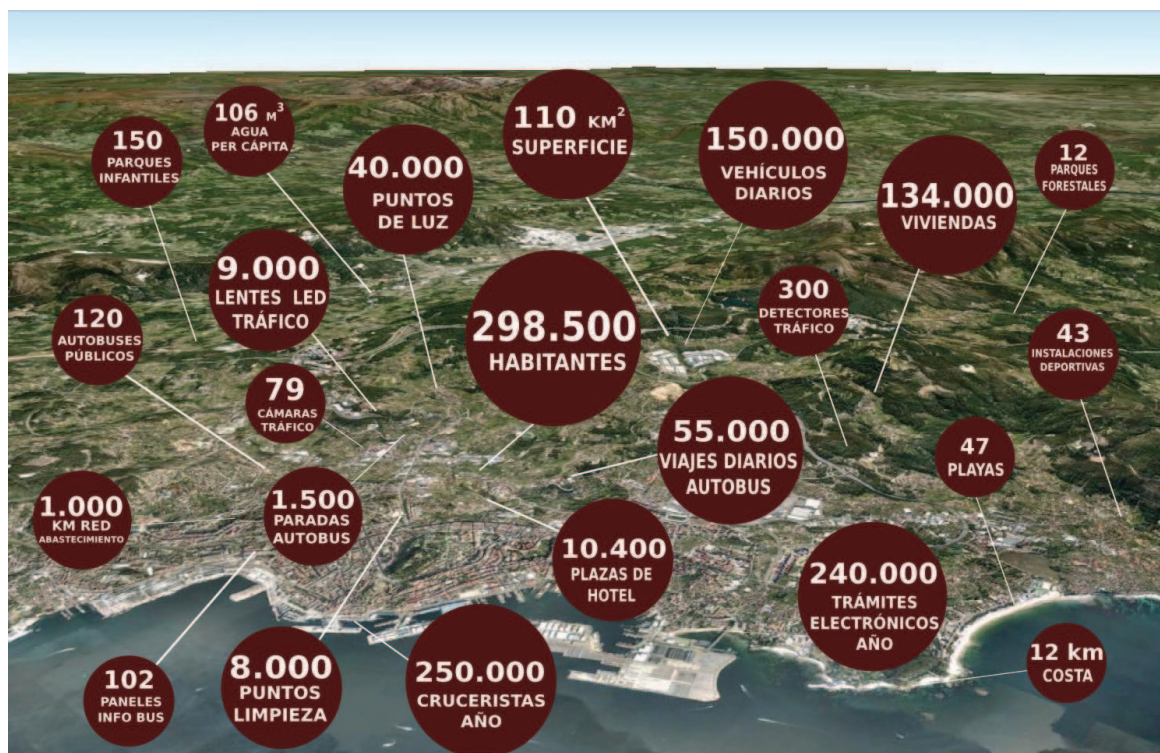 106 M³
AGUA
PER CÁPITA
110 KM²
SUPERFICIE
150
PARQUES
INFANTILES
40.000
PUNTOS
DE LUZ
150.000
VEHÍCULOS
DIARIOS
12
PARQUES
FORESTALES
134.000
VIVIENDAS
9.000
LENTES LED
TRÁFICO
120
AUTOBUSES
PÚBLICOS
298.500
HABITANTES
300
DETECTORES
TRÁFICO
43
INSTALACIONES
DEPORTIVAS
79
CÁMARAS
TRÁFICO
55.000
VIAJES DIARIOS
AUTOBUS
47
PLAYAS
1.000
KM RED
ABASTECIMIENTO
1.500
PARADAS
AUTOBUS
10.400
PLAZAS DE
HOTEL
240.000
TRÁMITES
ELECTRÓNICOS
AÑO
102
PANELES
INFO BUS
8.000
PUNTOS
LIMPIEZA
250.000
CRUCERISTAS
AÑO
12 km
COSTA